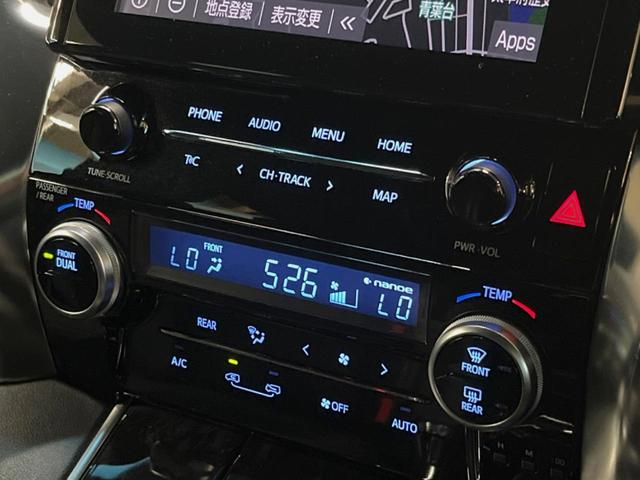 青葉台
地点登録 表示変更 《
Apps
PHONE AUDIO MENU HOME
TUNE·SCROLL
CH·TRACK
MAP
PWR·VOL
PASSENGER
/ REAR
TEMP
FRONT
DUAL
LO FRONT 526 nanoe LO
TEMP
REAR
A/C
OFF
AUTO
FRONT
REAR
H M :00